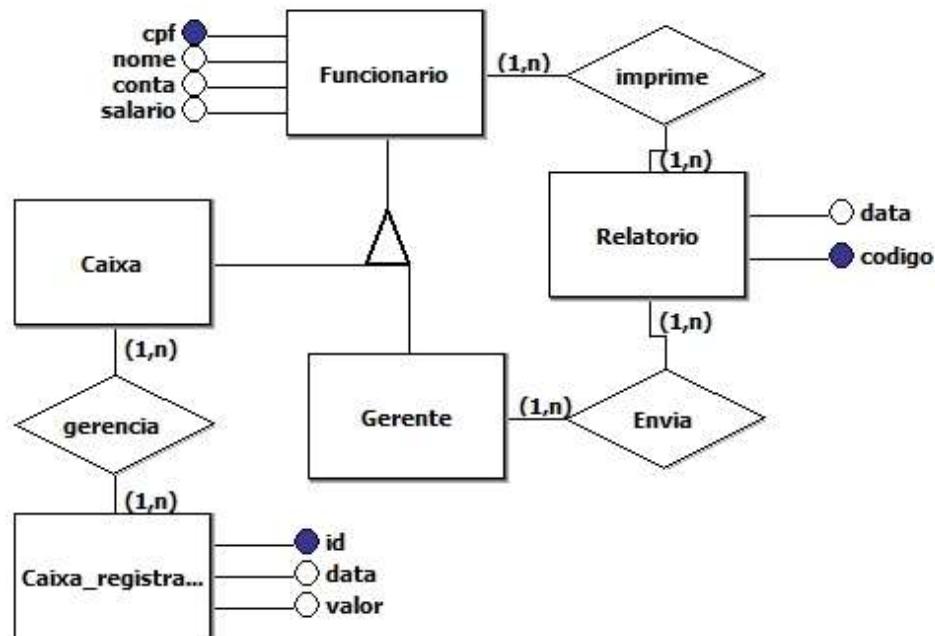 cpf
nome
conta
salario
Funcionario
(1,n)
imprime
(1,n)
Relatorio
data
codigo
Caixa
(1,n)
(1,n)
gerencia
Gerente
(1,n)
Envia
(1,n)
Caixa_registra...
id
data
valor